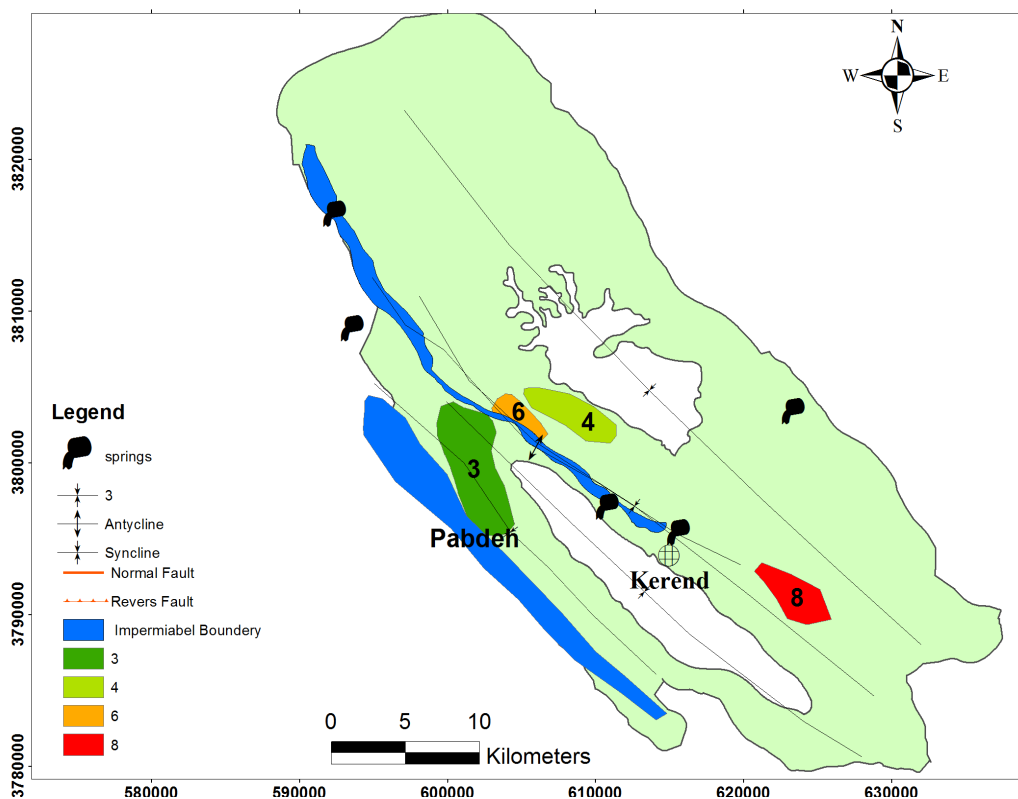 N
W E
S
3820000
3810000
3800000
3790000
3780000
6
4
3
8
Pabdeh
Kerend
Legend
springs
3
Antycline
Syncline
Normal Fault
Revers Fault
Impermiabel Boundery
3
4
6
8
0 5 10
Kilometers
580000 590000 600000 610000 620000 630000